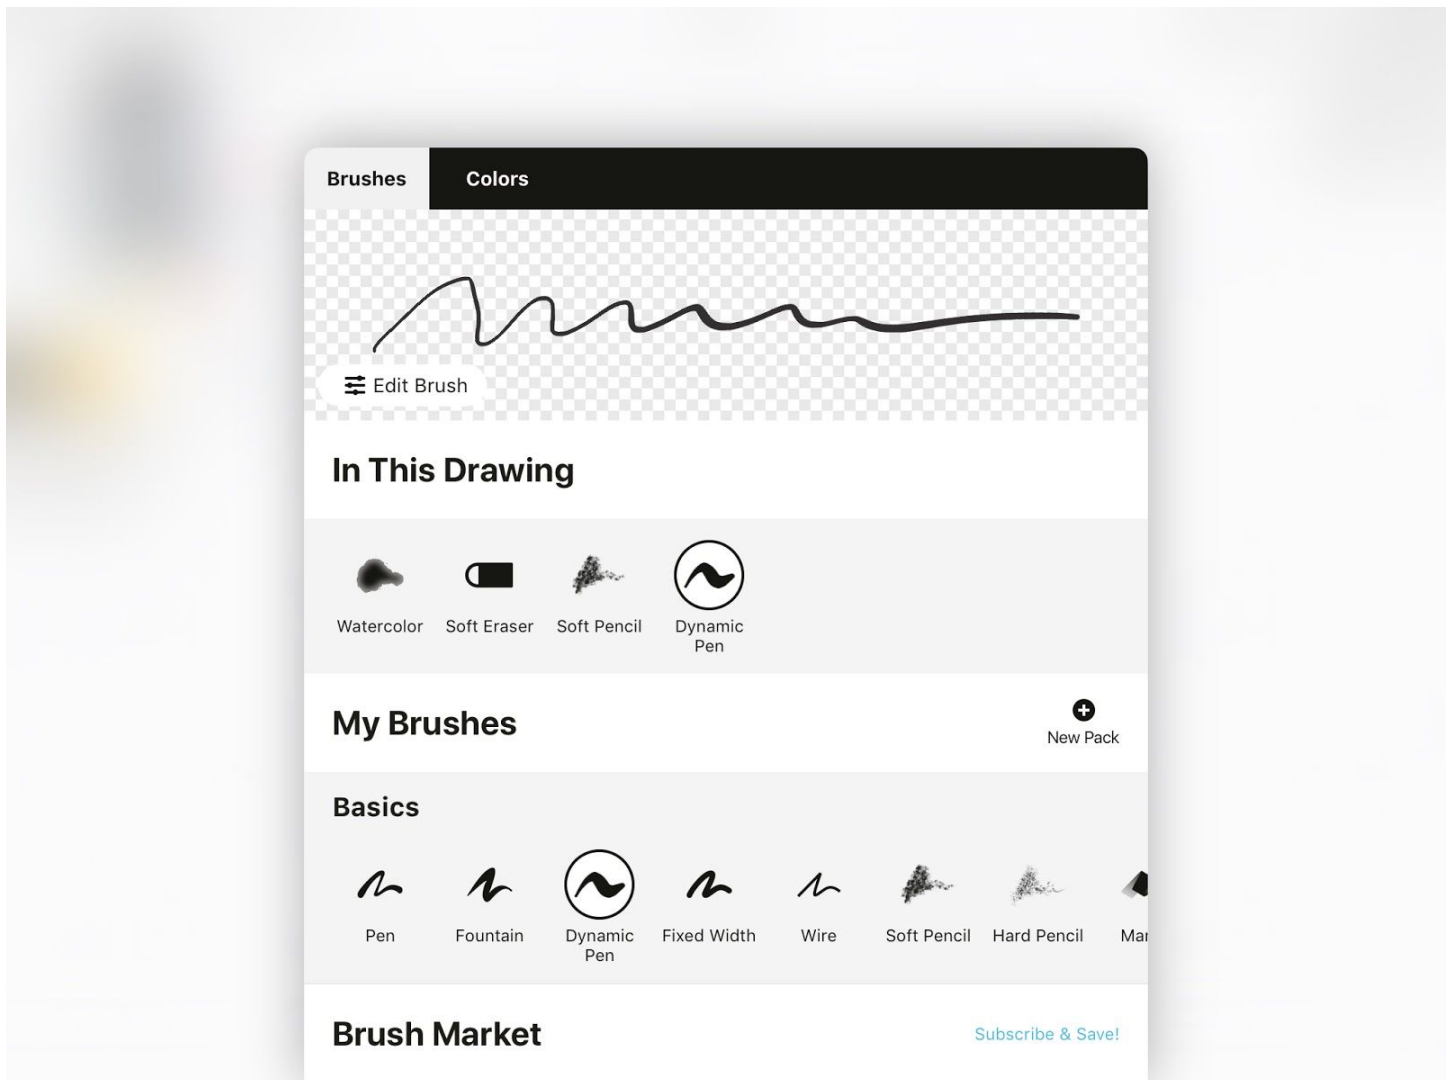 Brushes
Colors
Edit Brush
In This Drawing
Watercolor
Soft Eraser
Soft Pencil
Dynamic
Pen
My Brushes
New Pack
Basics
Pen
Fountain
Dynamic
Pen
Fixed Width
Wire
Soft Pencil
Hard Pencil
Mar
Brush Market
Subscribe & Save!